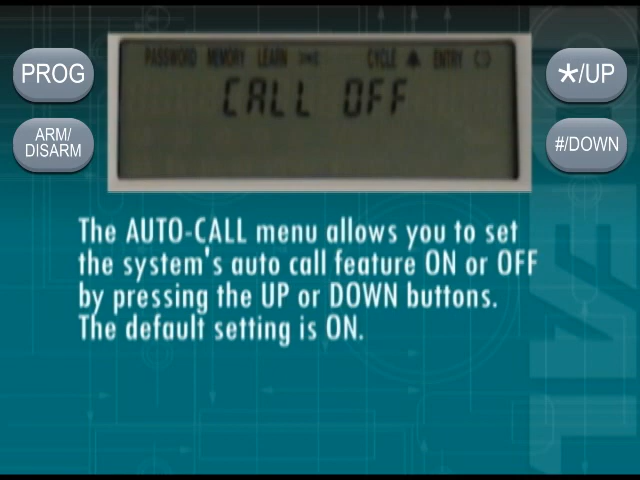 PASSWORD MEMORY LEARN CYCLE ENTRY
PROG
CALL OFF
*/UP
ARM/
DISARM
#/DOWN
The AUTO-CALL menu allows you to set
the system's auto call feature ON or OFF
by pressing the UP or DOWN buttons.
The default setting is ON.